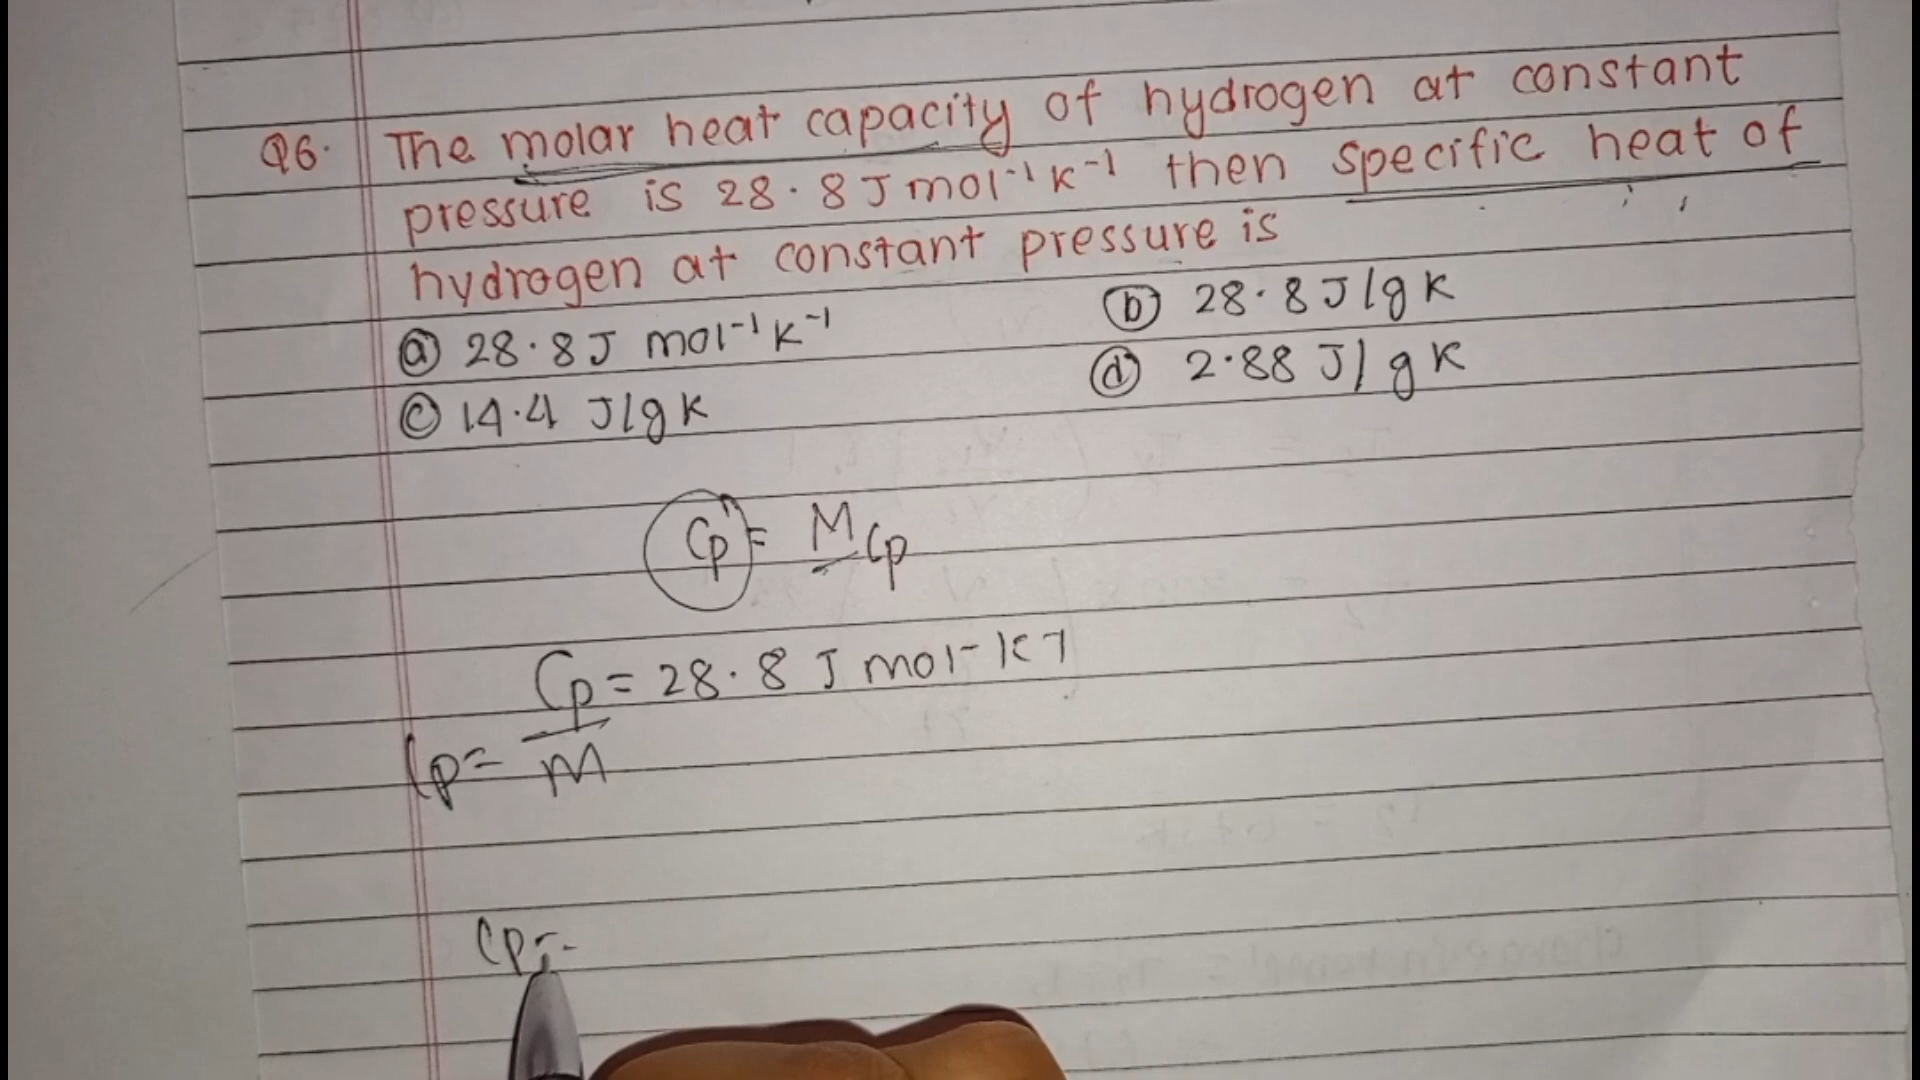 Q6. The molar heat capacity of hydrogen at constant
pressure is 28.8 J mol⁻¹ K⁻¹ then specific heat of
hydrogen at constant pressure is
ⓐ 28.8 J mol⁻¹ K⁻¹ ⓑ 28.8 J/g K
ⓒ 14.4 J/g K ⓓ 2.88 J/g K
Cp = M Cp
Cp = 28.8 J mol⁻ K⁻¹
Cp = Cp / M
Cp =